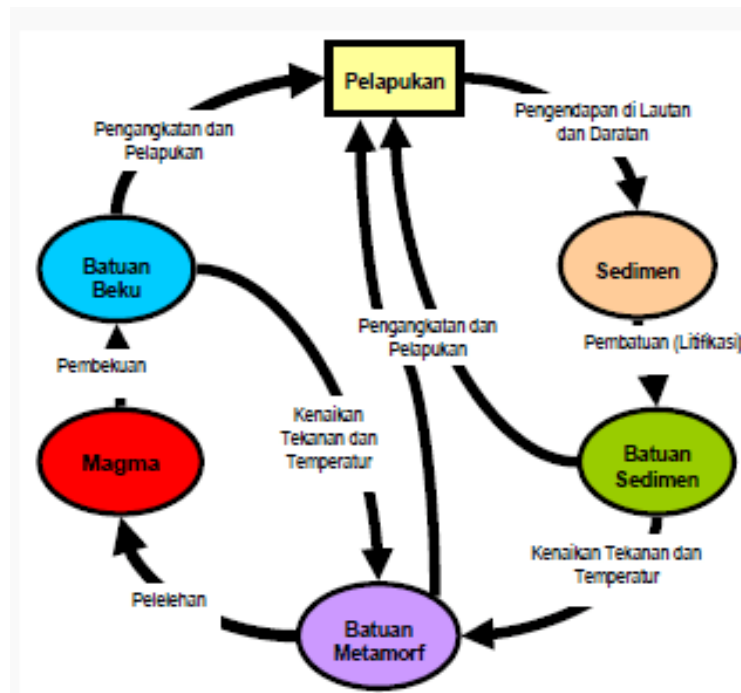 Pelapukan
Pengangkatan dan
Pelapukan
Pengendapan di Lautan
dan Daratan
Batuan
Beku
Sedimen
Pengangkatan dan
Pelapukan
Pembatuan (Litifikasi)
Pembekuan
Kenaikan
Tekanan dan
Temperatur
Magma
Batuan
Sedimen
Kenaikan Tekanan dan
Temperatur
Pelelehan
Batuan
Metamorf